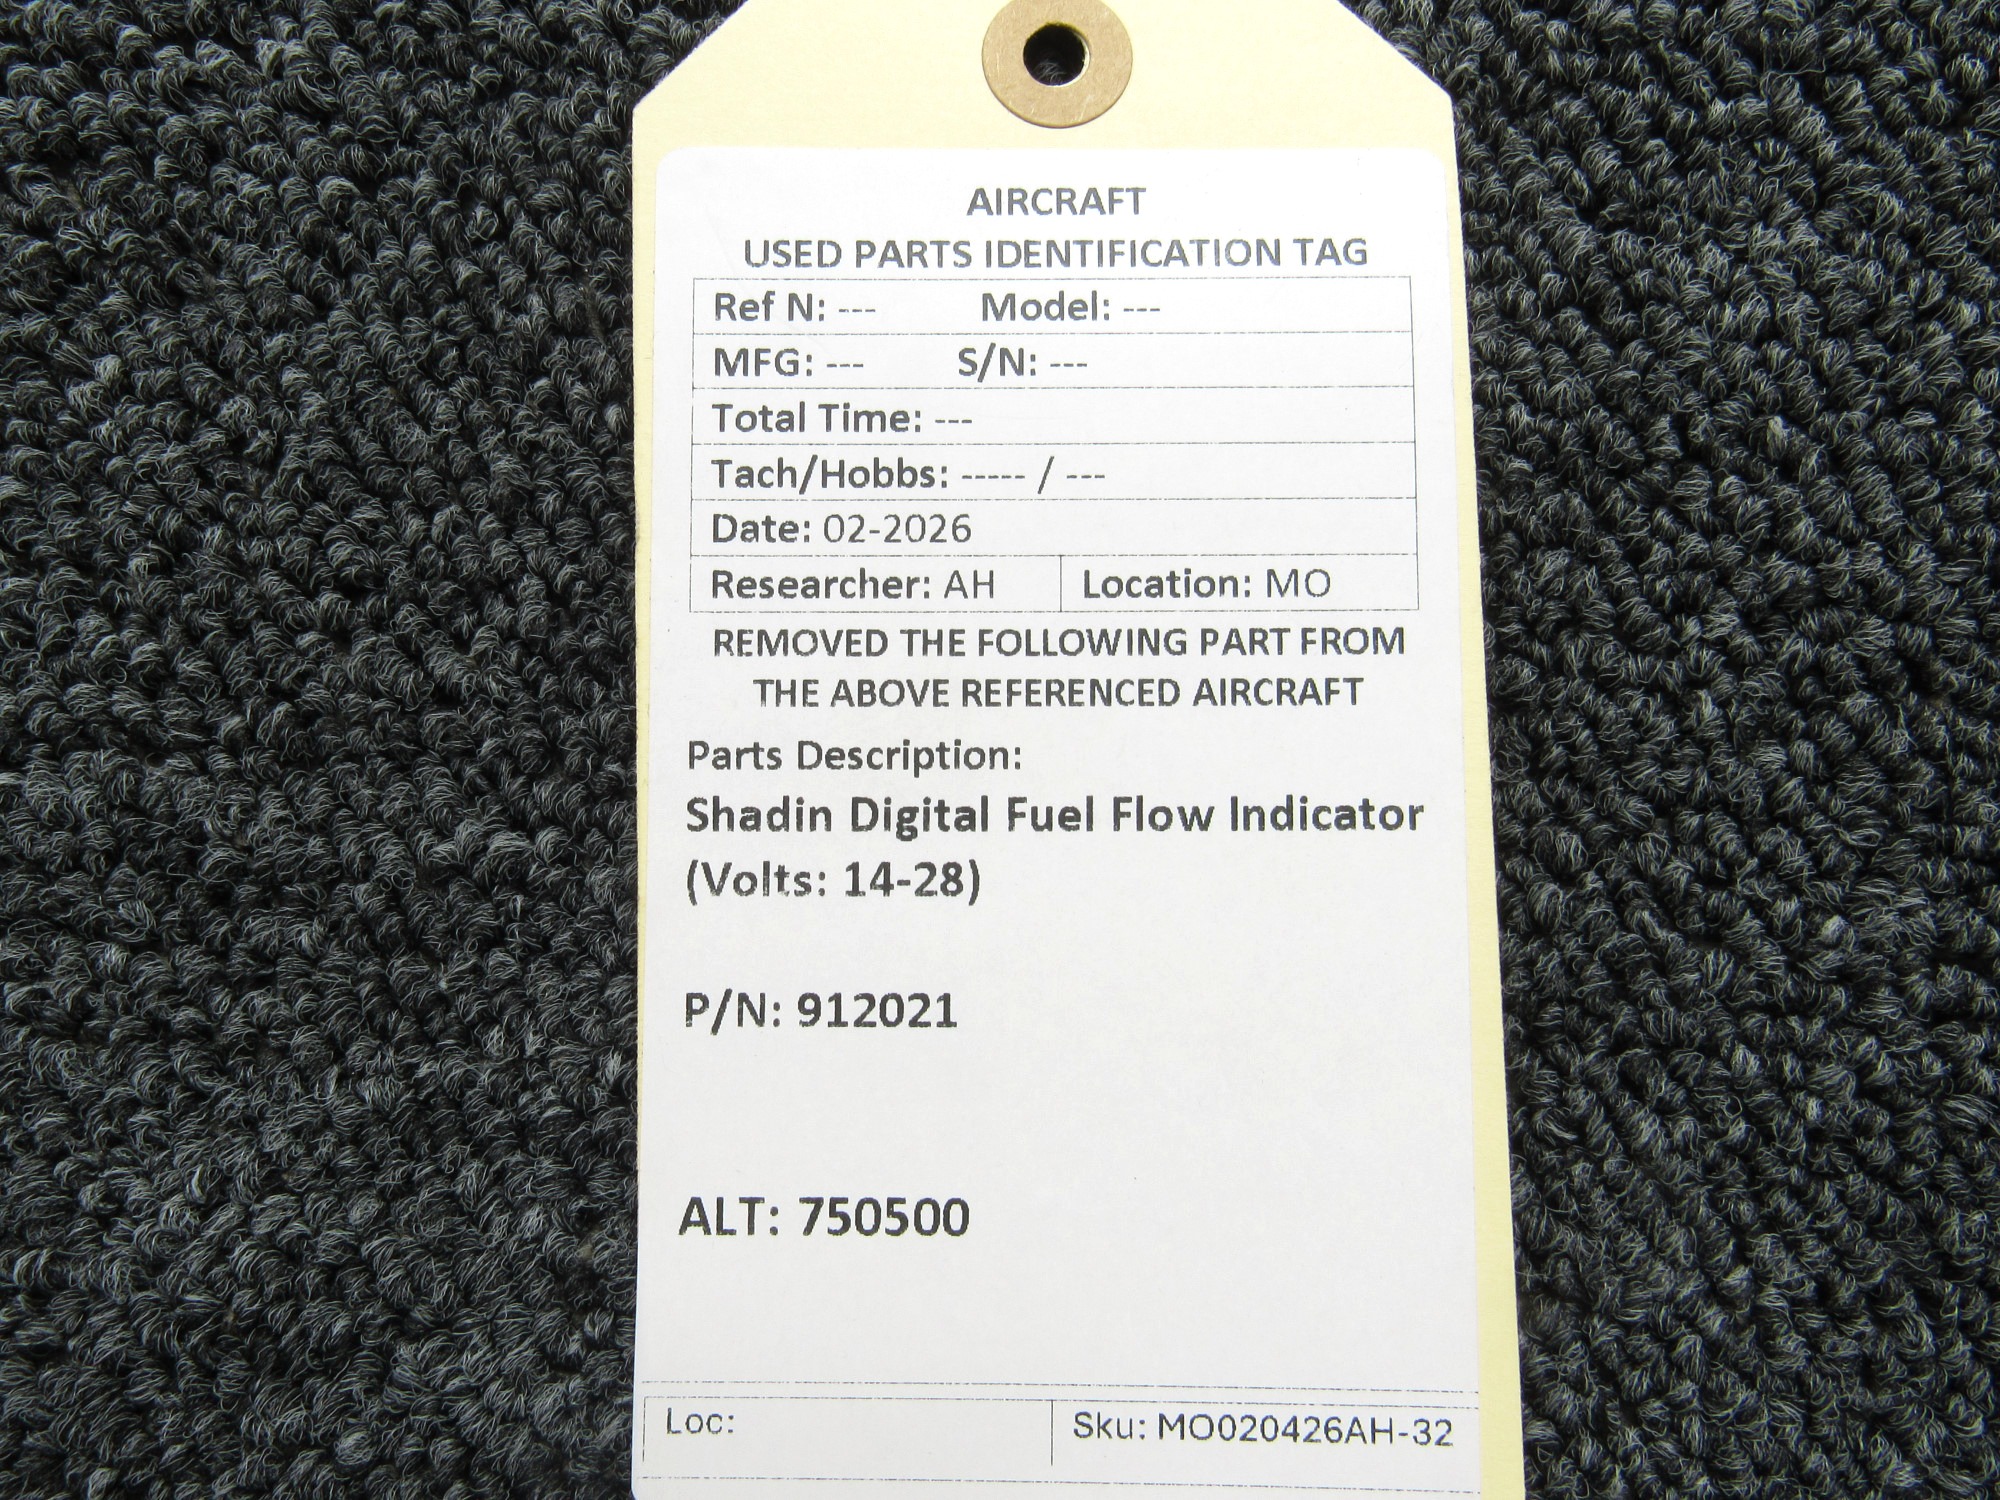 AIRCRAFT
USED PARTS IDENTIFICATION TAG
Ref N: --- Model: ---
MFG: --- S/N: ---
Total Time: ---
Tach/Hobbs: ----- / ---
Date: 02-2026
Researcher: AH Location: MO
REMOVED THE FOLLOWING PART FROM
THE ABOVE REFERENCED AIRCRAFT
Parts Description:
Shadin Digital Fuel Flow Indicator
(Volts: 14-28)
P/N: 912021
ALT: 750500
Loc: Sku: MO020426AH-32